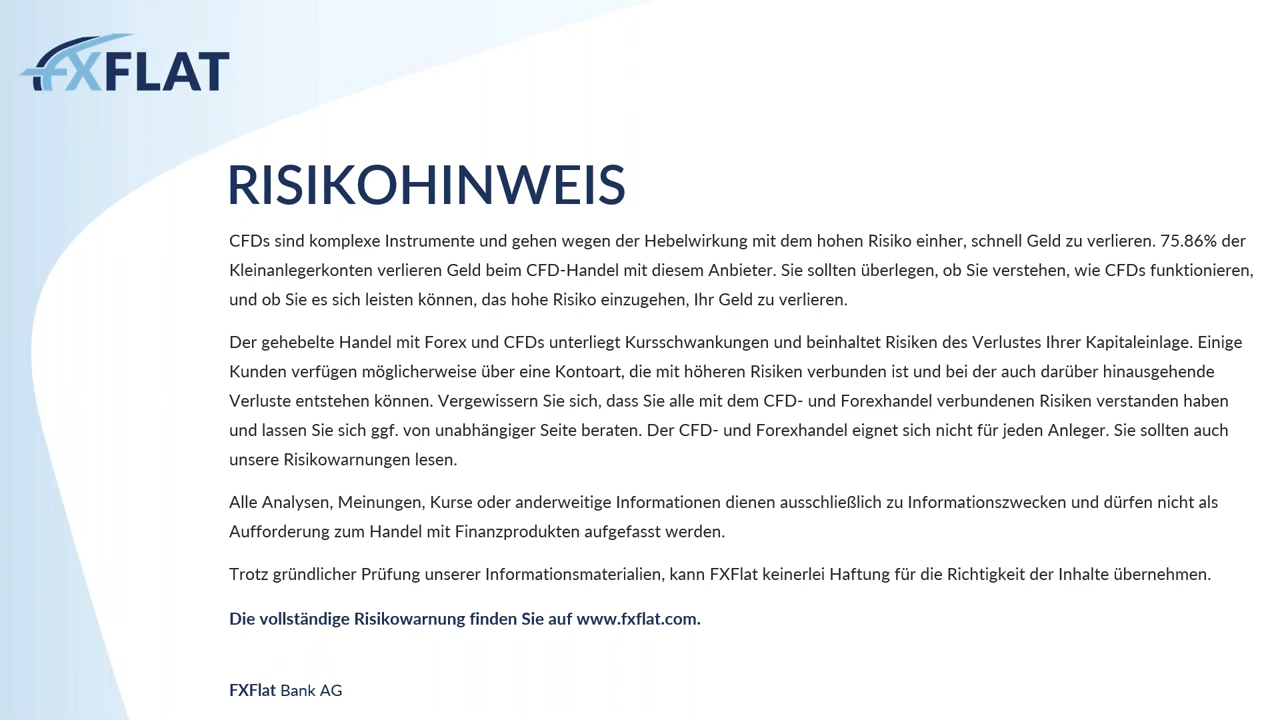 FXFLAT
RISIKOHINWEIS
CFDs sind komplexe Instrumente und gehen wegen der Hebelwirkung mit dem hohen Risiko einher, schnell Geld zu verlieren. 75.86% der
Kleinanlegerkonten verlieren Geld beim CFD-Handel mit diesem Anbieter. Sie sollten überlegen, ob Sie verstehen, wie CFDs funktionieren,
und ob Sie es sich leisten können, das hohe Risiko einzugehen, Ihr Geld zu verlieren.
Der gehebelte Handel mit Forex und CFDs unterliegt Kursschwankungen und beinhaltet Risiken des Verlustes Ihrer Kapitaleinlage. Einige
Kunden verfügen möglicherweise über eine Kontoart, die mit höheren Risiken verbunden ist und bei der auch darüber hinausgehende
Verluste entstehen können. Vergewissern Sie sich, dass Sie alle mit dem CFD- und Forexhandel verbundenen Risiken verstanden haben
und lassen Sie sich ggf. von unabhängiger Seite beraten. Der CFD- und Forexhandel eignet sich nicht für jeden Anleger. Sie sollten auch
unsere Risikowarnungen lesen.
Alle Analysen, Meinungen, Kurse oder anderweitige Informationen dienen ausschließlich zu Informationszwecken und dürfen nicht als
Aufforderung zum Handel mit Finanzprodukten aufgefasst werden.
Trotz gründlicher Prüfung unserer Informationsmaterialien, kann FXFlat keinerlei Haftung für die Richtigkeit der Inhalte übernehmen.
Die vollständige Risikowarnung finden Sie auf www.fxflat.com.
FXFlat Bank AG